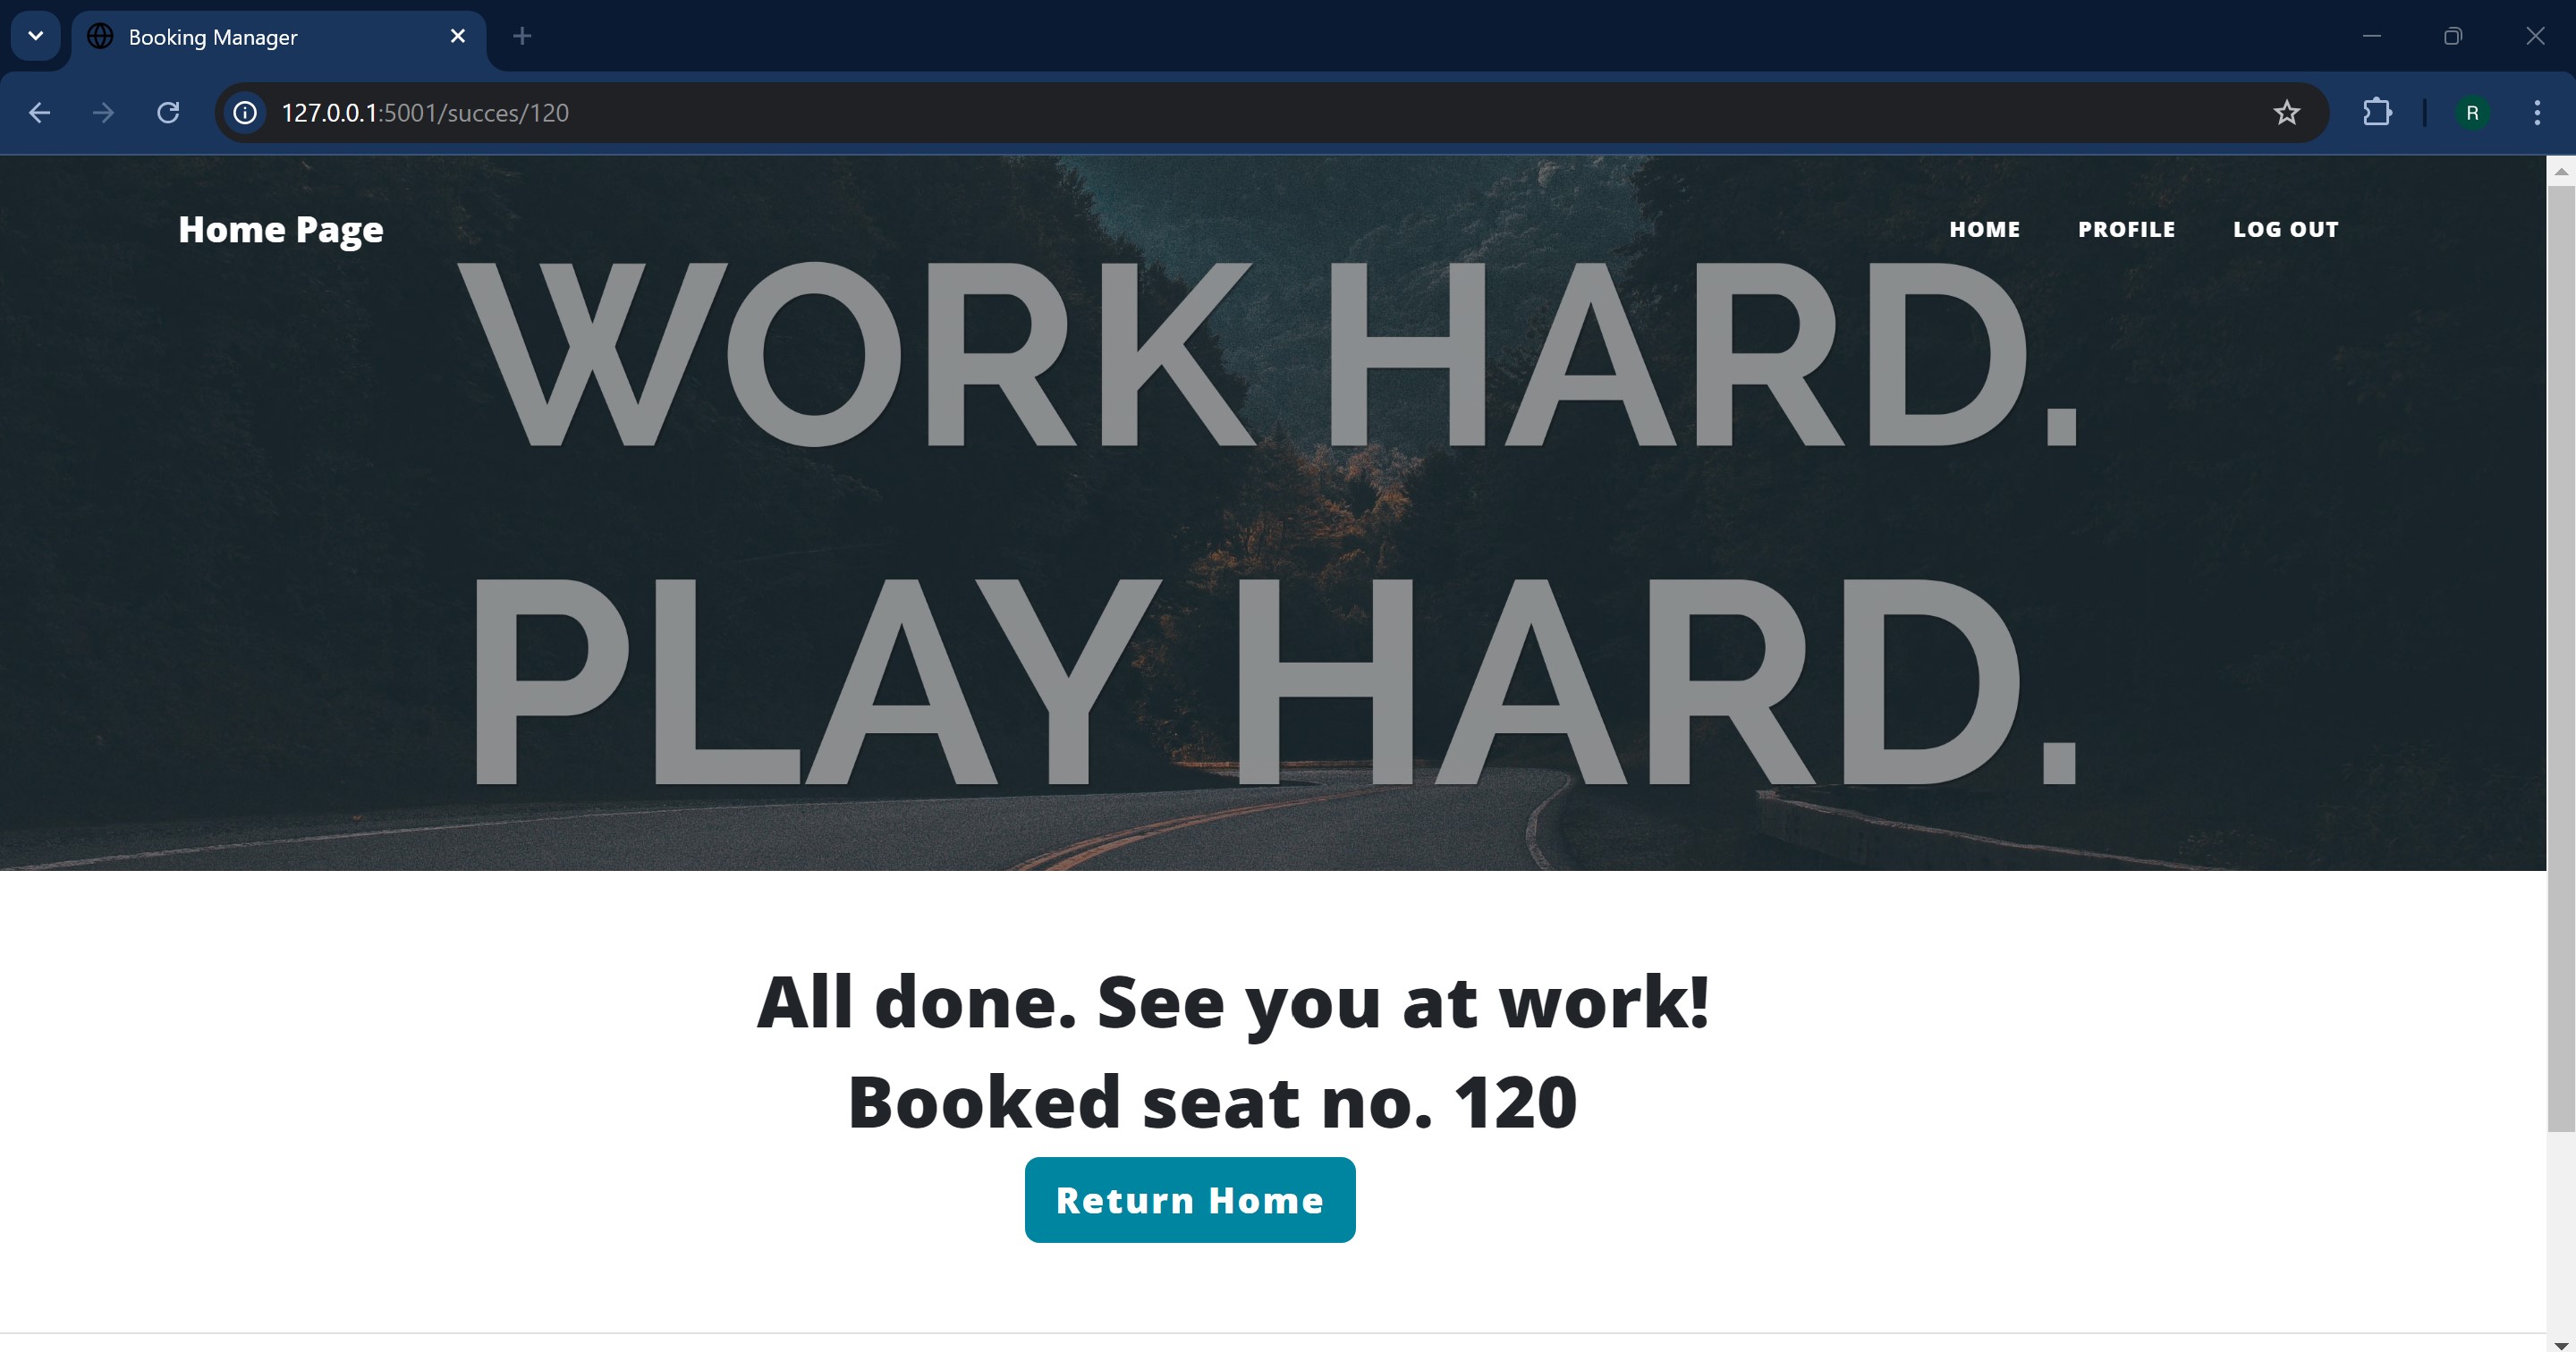 Booking Manager
127.0.0.1:5001/succes/120
R
Home Page
HOME PROFILE LOG OUT
WORK HARD.
PLAY HARD.
All done. See you at work!
Booked seat no. 120
Return Home